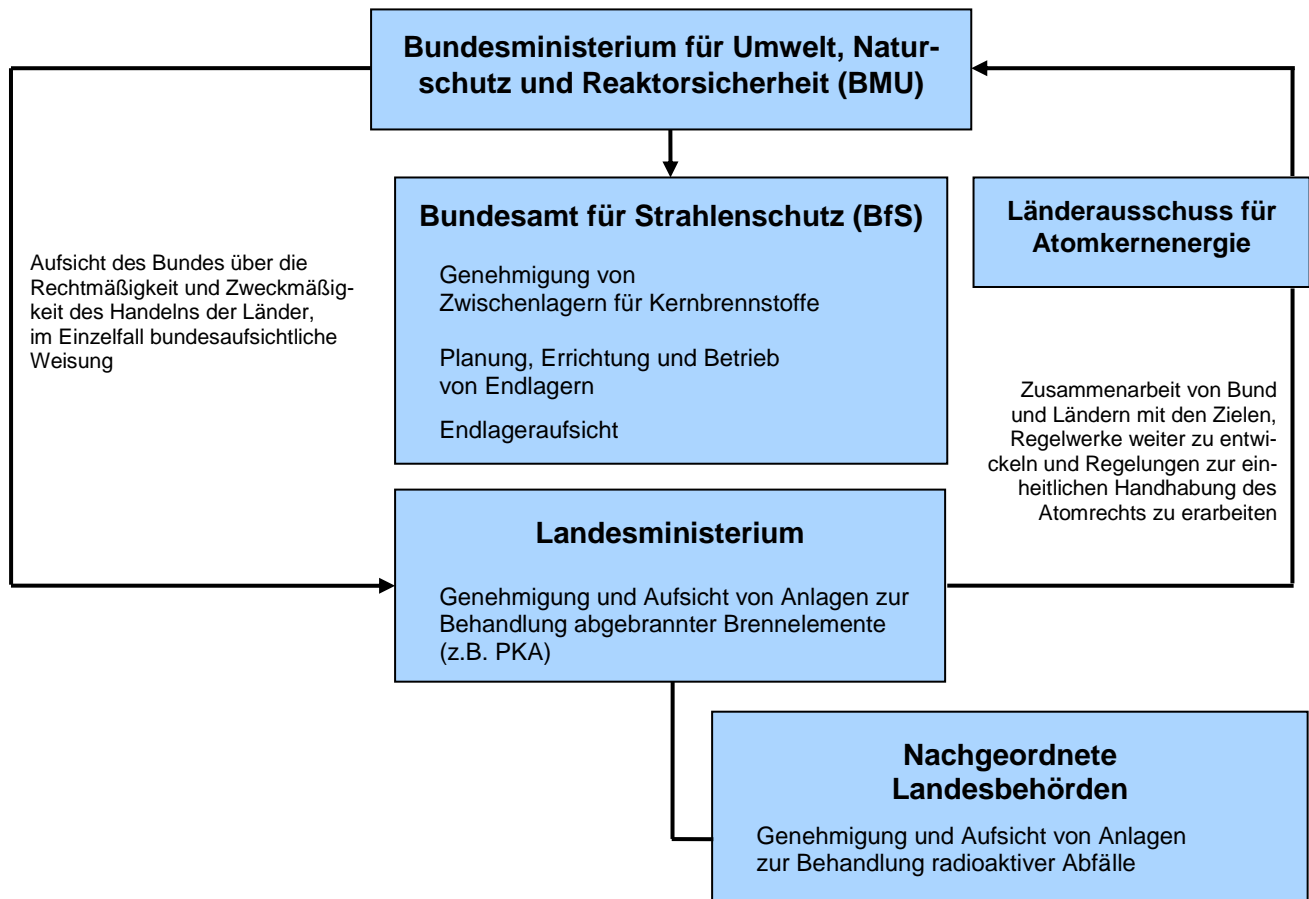 Bundesministerium für Umwelt, Natur-
schutz und Reaktorsicherheit (BMU)
Bundesamt für Strahlenschutz (BfS)
Genehmigung von
Zwischenlagern für Kernbrennstoffe
Planung, Errichtung und Betrieb
von Endlagern
Endlageraufsicht
Länderausschuss für
Atomkernenergie
Aufsicht des Bundes über die
Rechtmäßigkeit und Zweckmäßig-
keit des Handelns der Länder,
im Einzelfall bundesaufsichtliche
Weisung
Zusammenarbeit von Bund
und Ländern mit den Zielen,
Regelwerke weiter zu entwi-
ckeln und Regelungen zur ein-
heitlichen Handhabung des
Atomrechts zu erarbeiten
Landesministerium
Genehmigung und Aufsicht von Anlagen zur
Behandlung abgebrannter Brennelemente
(z.B. PKA)
Nachgeordnete
Landesbehörden
Genehmigung und Aufsicht von Anlagen
zur Behandlung radioaktiver Abfälle